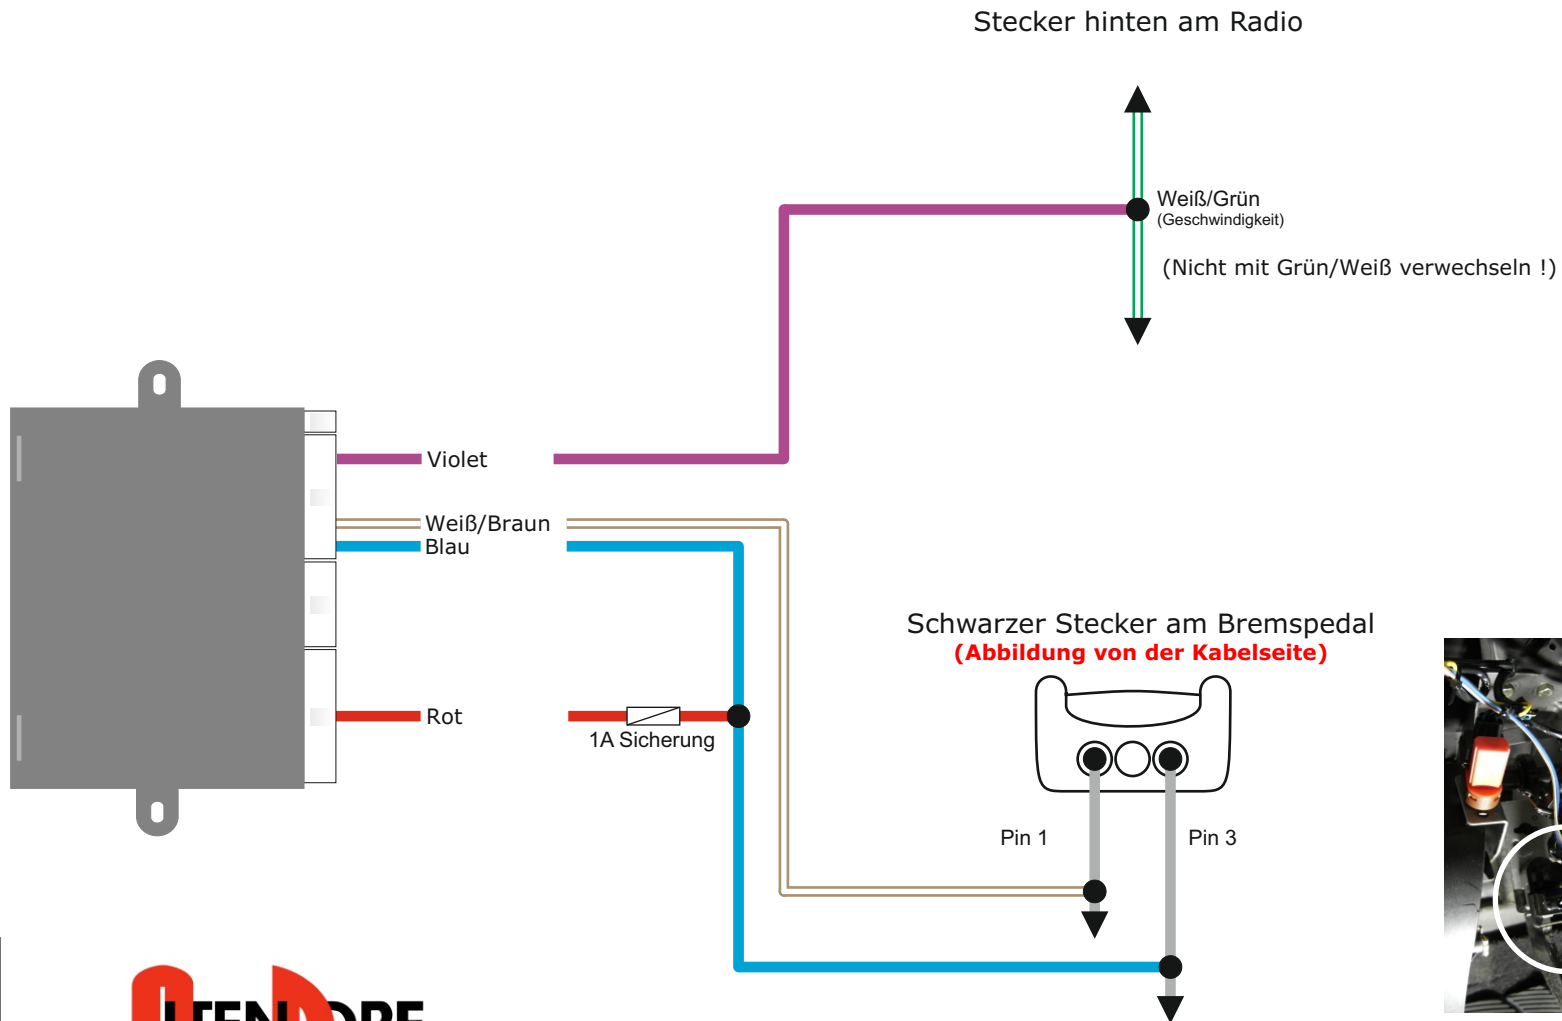 Stecker hinten am Radio
Weiß/Grün
(Geschwindigkeit)
(Nicht mit Grün/Weiß verwechseln !)
Violet
Weiß/Braun
Blau
Schwarzer Stecker am Bremspedal
(Abbildung von der Kabelseite)
Rot
1A Sicherung
Pin 1
Pin 3